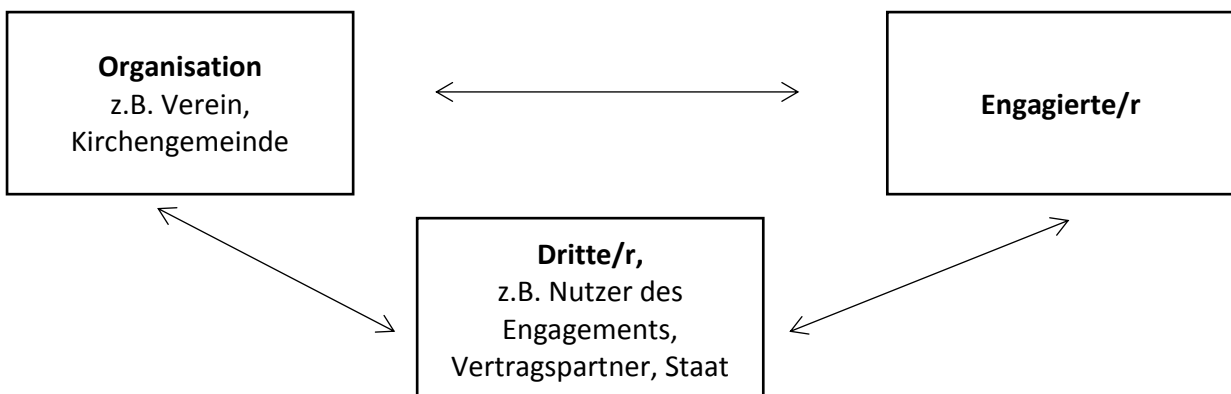 Organisation
z.B. Verein,
Kirchengemeinde
Engagierte/r
Dritte/r,
z.B. Nutzer des
Engagements,
Vertragspartner, Staat